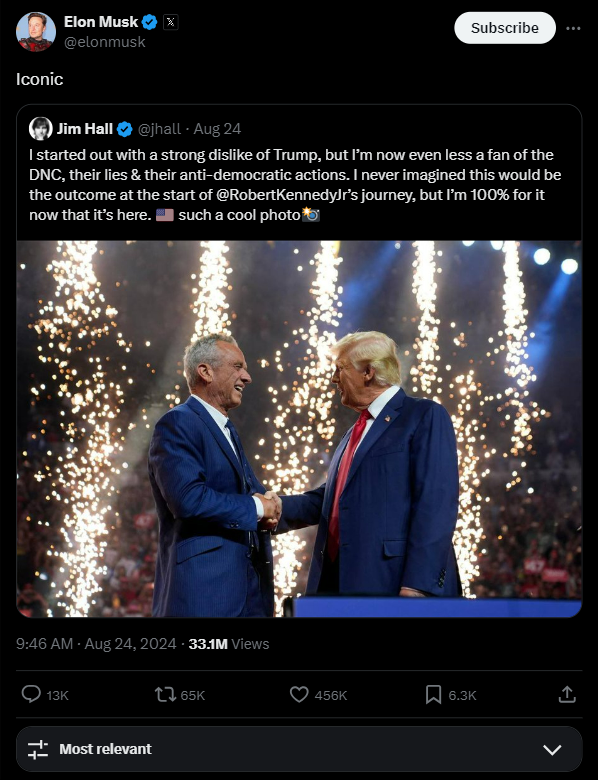 Elon Musk
@elonmusk
Subscribe
Iconic
Jim Hall @jhall · Aug 24
I started out with a strong dislike of Trump, but I’m now even less a fan of the
DNC, their lies & their anti-democratic actions. I never imagined this would be
the outcome at the start of @RobertKennedyJr’s journey, but I’m 100% for it
now that it’s here. 🇺🇸 such a cool photo📸
9:46 AM · Aug 24, 2024 · 33.1M Views
13K 65K 456K 6.3K
Most relevant